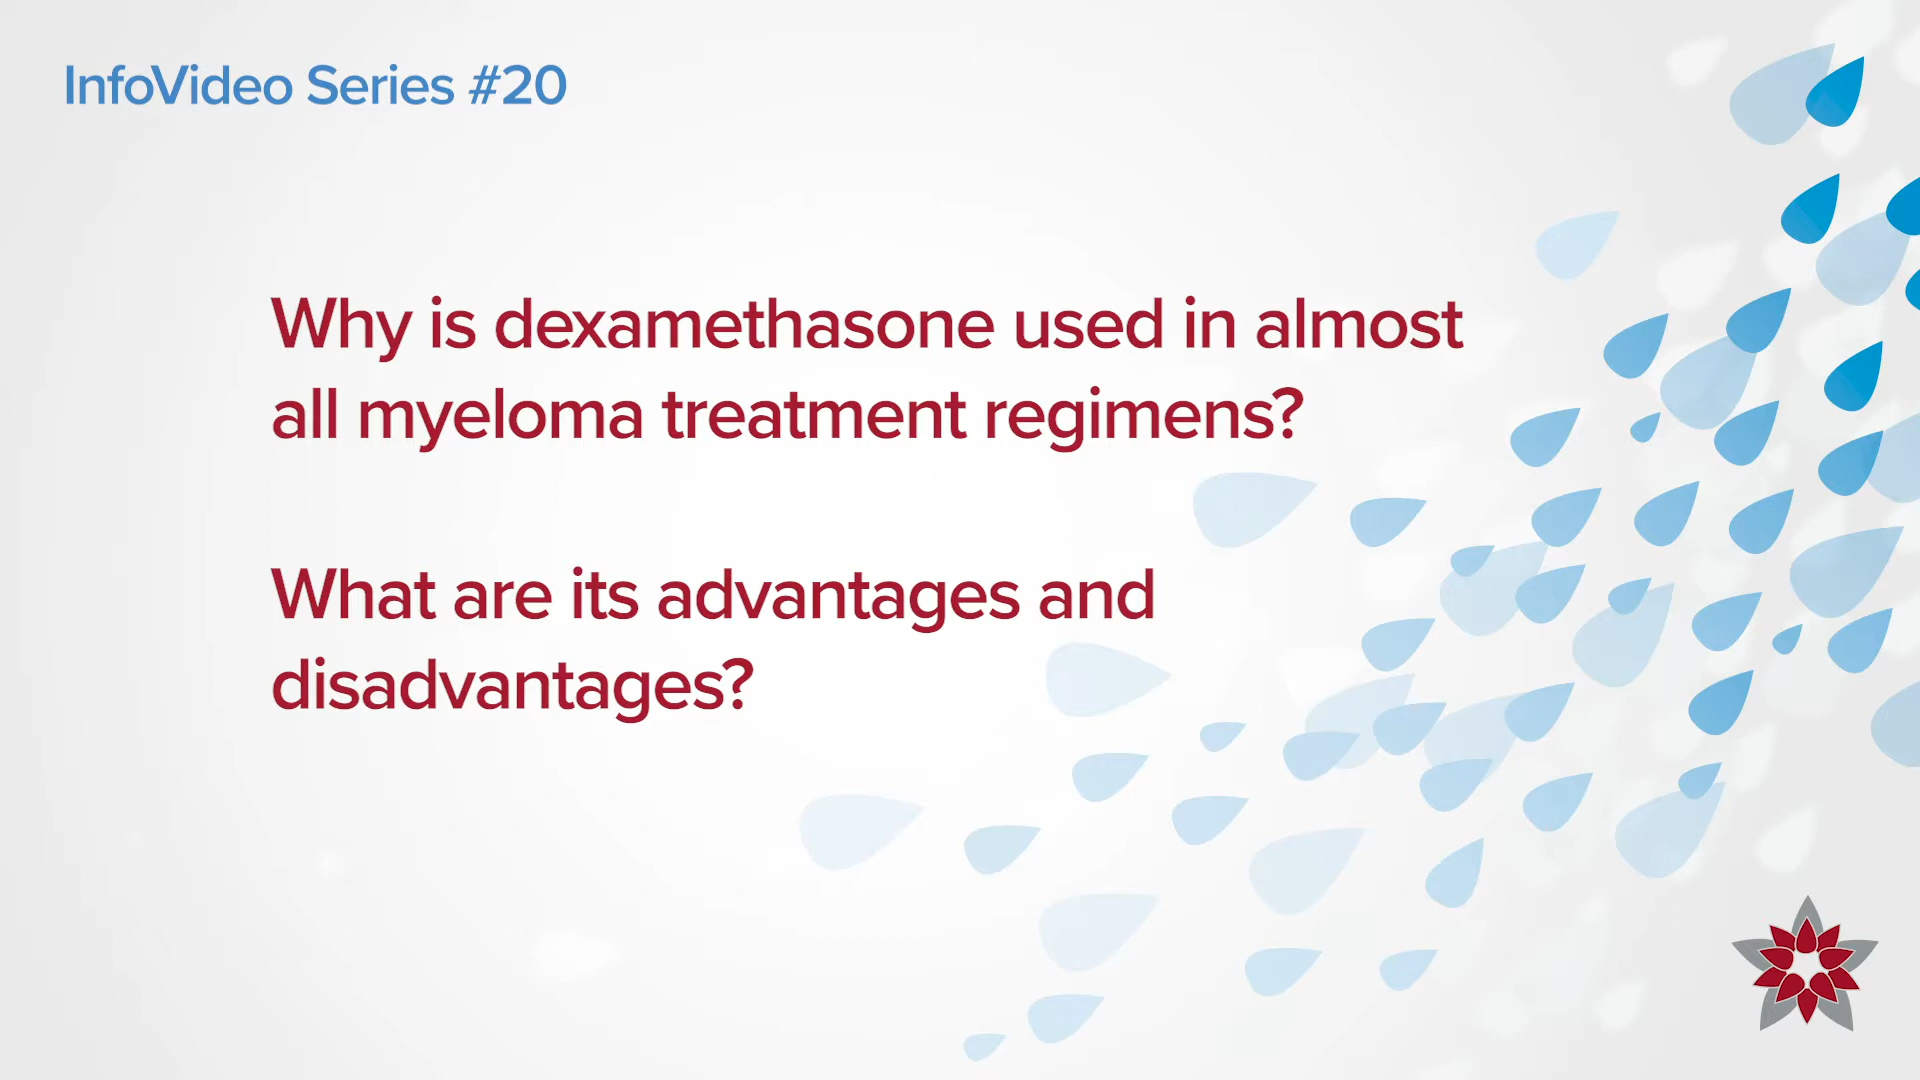 InfoVideo Series #20
Why is dexamethasone used in almost
all myeloma treatment regimens?
What are its advantages and
disadvantages?